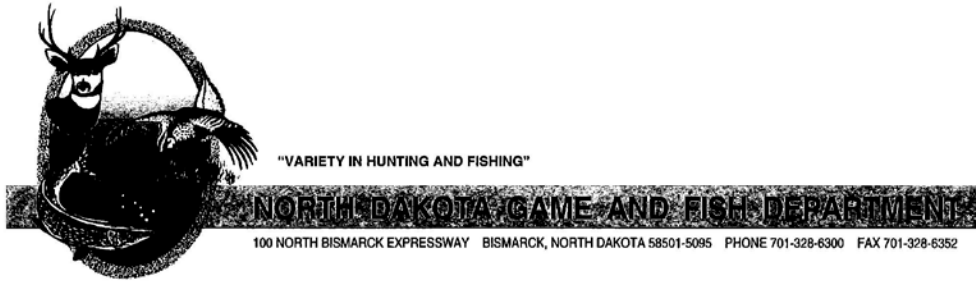 "VARIETY IN HUNTING AND FISHING"
NORTH DAKOTA GAME AND FISH DEPARTMENT
100 NORTH BISMARCK EXPRESSWAY BISMARCK, NORTH DAKOTA 58501-5095 PHONE 701-328-6300 FAX 701-328-6352